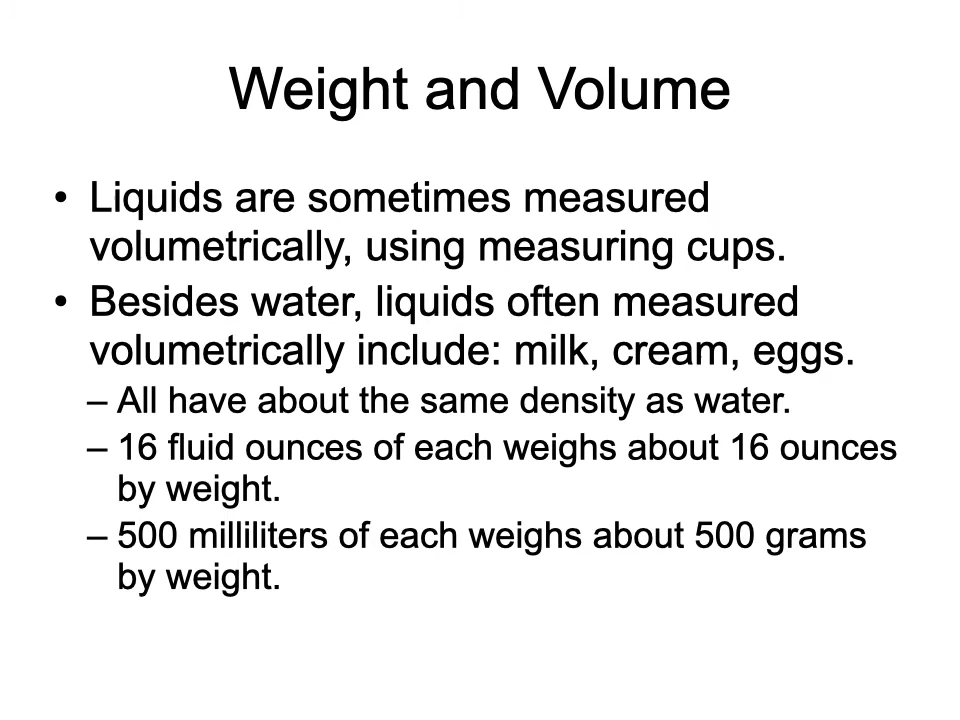 Weight and Volume
• Liquids are sometimes measured
volumetrically, using measuring cups.
• Besides water, liquids often measured
volumetrically include: milk, cream, eggs.
– All have about the same density as water.
– 16 fluid ounces of each weighs about 16 ounces
by weight.
– 500 milliliters of each weighs about 500 grams
by weight.